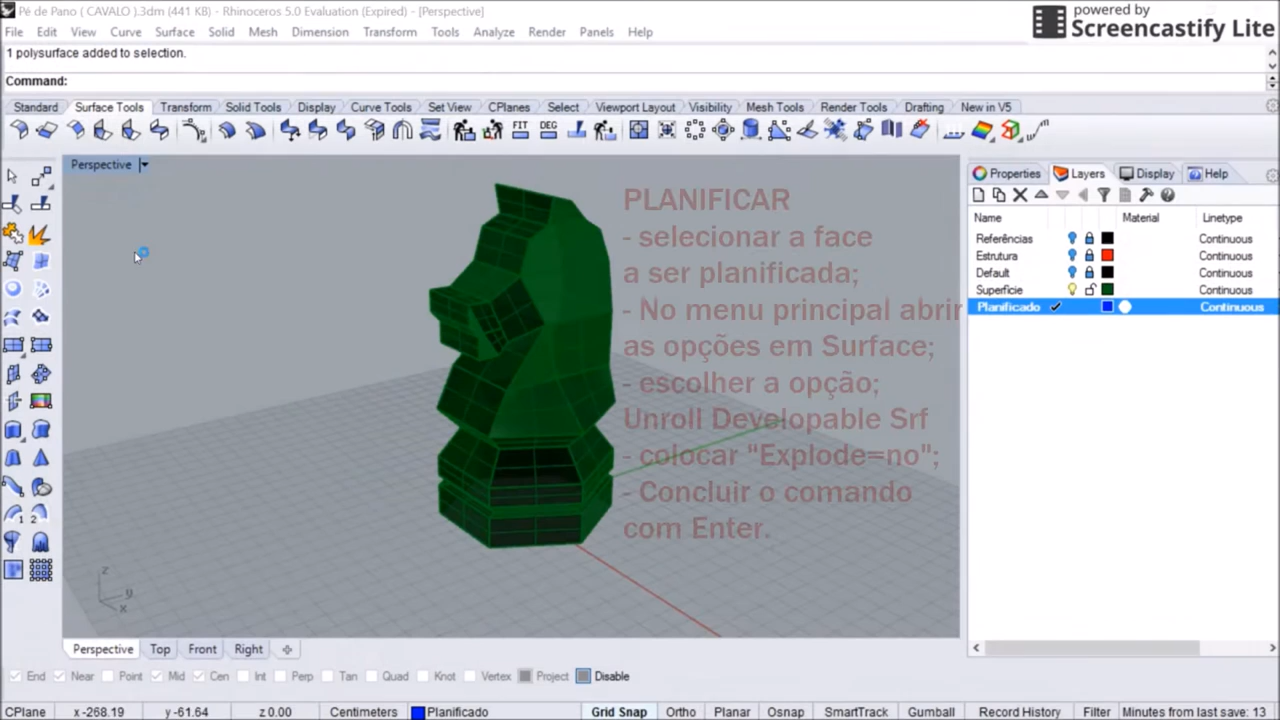 Pé de Pano ( CAVALO ).3dm (441 KB) - Rhinoceros 5.0 Evaluation (Expired) - [Perspective]
powered by
Screencastify Lite
File Edit View Curve Surface Solid Mesh Dimension Transform Tools Analyze Render Panels Help
1 polysurface added to selection.
Command:
Standard Surface Tools Transform Solid Tools Display Curve Tools Set View CPlanes Select Viewport Layout Visibility Mesh Tools Render Tools Drafting New in V5
FIT DEG
Perspective
Properties Layers Display Help
Name Material Linetype
Referências Continuous
Estrutura Continuous
Default Continuous
Superfície Continuous
Planificado Continuous
PLANIFICAR
- selecionar a face
a ser planificada;
- No menu principal abrir
as opções em Surface;
- escolher a opção;
Unroll Developable Srf
- colocar "Explode=no";
- Concluir o comando
com Enter.
z
y
x
Perspective Top Front Right
End Near Point Mid Cen Int Perp Tan Quad Knot Vertex Project Disable
CPlane x -268.19 y -61.64 z 0.00 Centimeters Planificado Grid Snap Ortho Planar Osnap SmartTrack Gumball Record History Filter Minutes from last save: 13